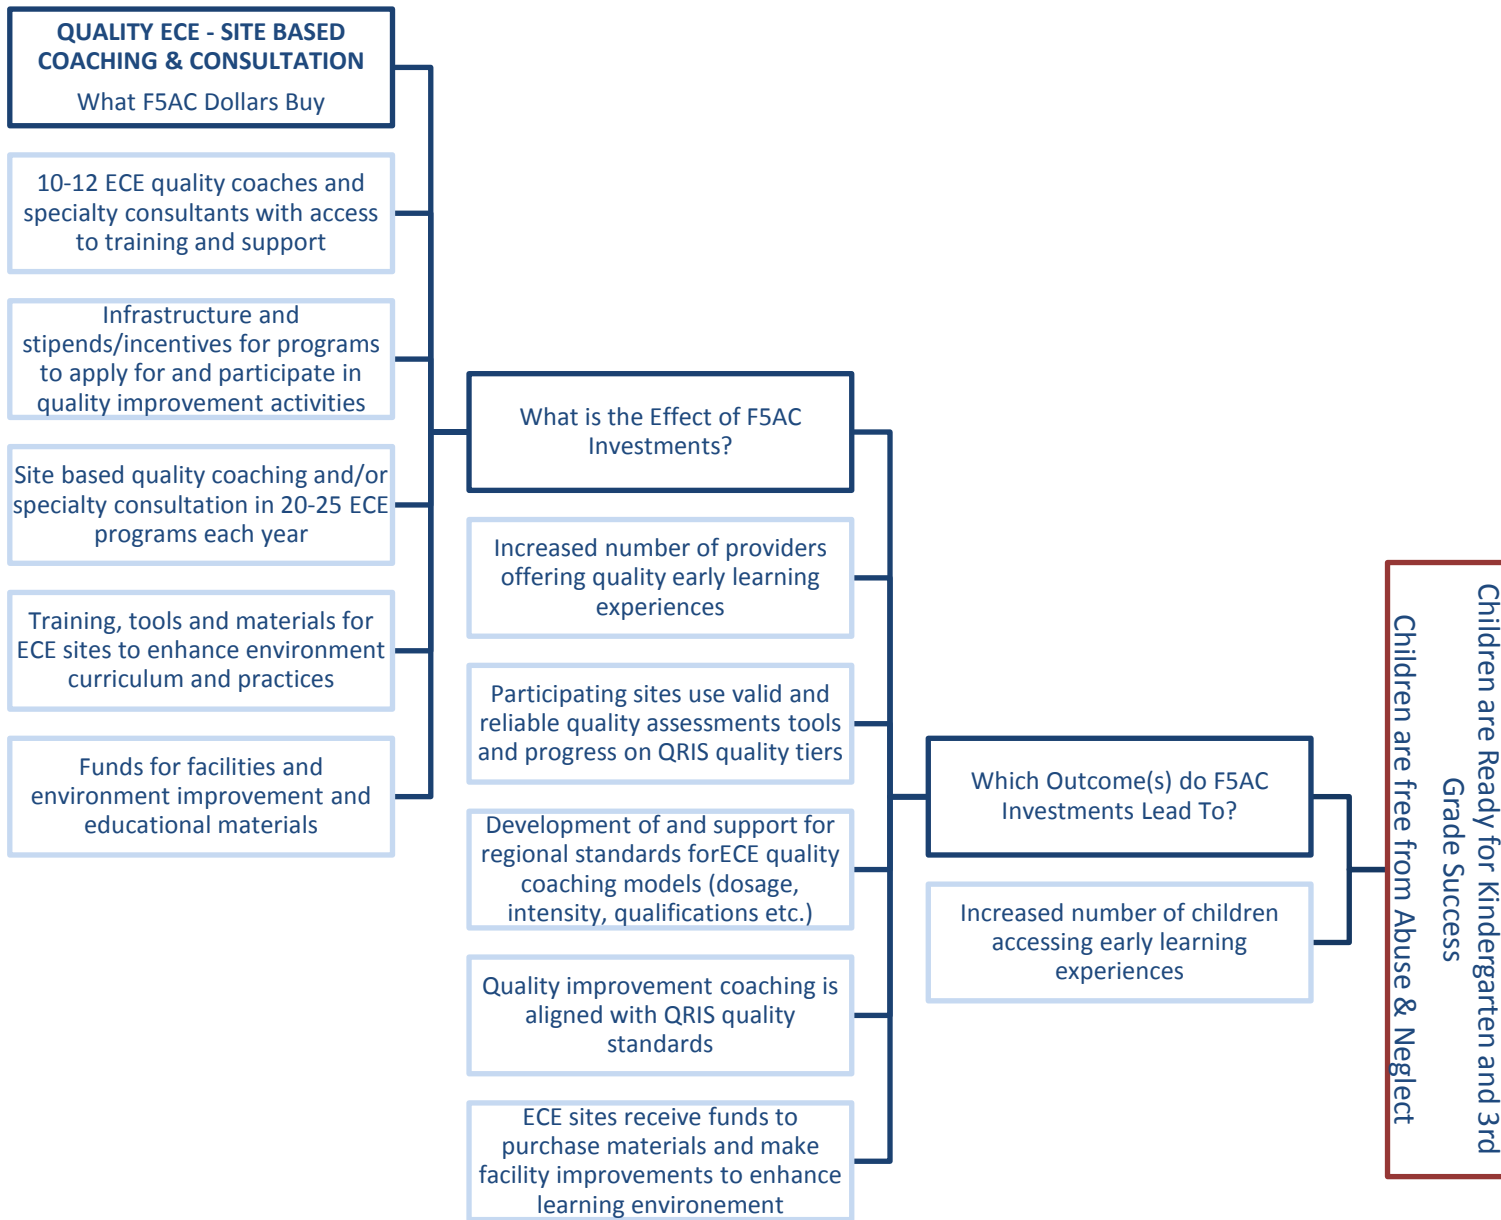 QUALITY ECE - SITE BASED
COACHING & CONSULTATION
What F5AC Dollars Buy
10-12 ECE quality coaches and
specialty consultants with access
to training and support
Infrastructure and
stipends/incentives for programs
to apply for and participate in
quality improvement activities
Site based quality coaching and/or
specialty consultation in 20-25 ECE
programs each year
Training, tools and materials for
ECE sites to enhance environment
curriculum and practices
Funds for facilities and
environment improvement and
educational materials
What is the Effect of F5AC
Investments?
Increased number of providers
offering quality early learning
experiences
Participating sites use valid and
reliable quality assessments tools
and progress on QRIS quality tiers
Development of and support for
regional standards forECE quality
coaching models (dosage,
intensity, qualifications etc.)
Quality improvement coaching is
aligned with QRIS quality
standards
ECE sites receive funds to
purchase materials and make
facility improvements to enhance
learning environement
Which Outcome(s) do F5AC
Investments Lead To?
Increased number of children
accessing early learning
experiences
Children are Ready for Kindergarten and 3rd
Grade Success
Children are free from Abuse & Neglect